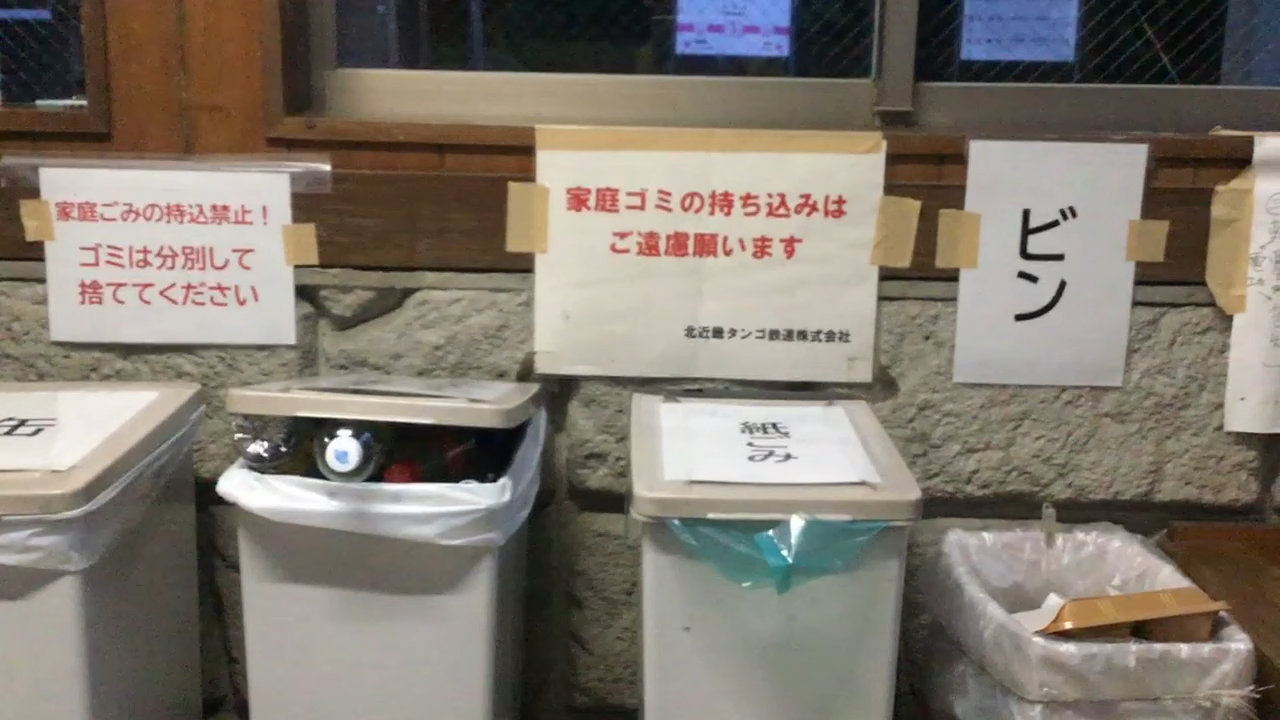 家庭ごみの持込禁止！
ゴミは分別して
捨ててください
家庭ゴミの持ち込みは
ご遠慮願います
北近畿タンゴ鉄道株式会社
ビン
缶
紙ごみ